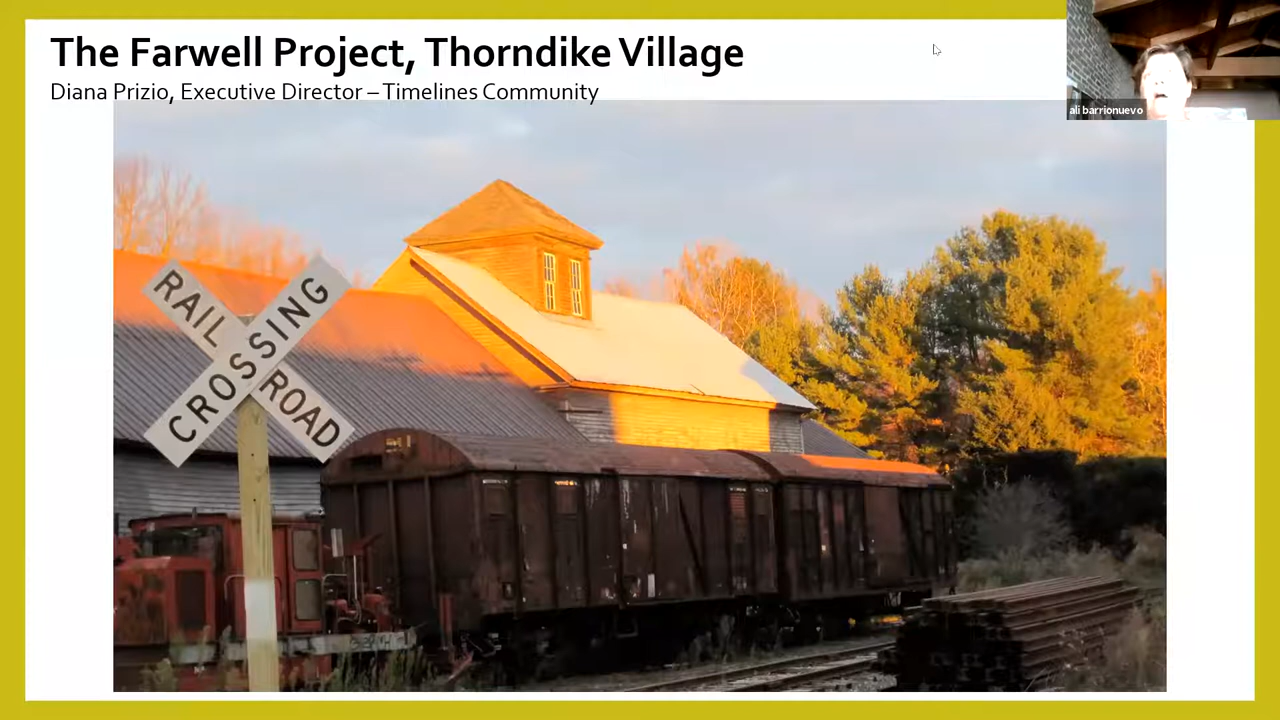 The Farwell Project, Thorndike Village
Diana Prizio, Executive Director – Timelines Community
ali barrionuevo
RAIL ROAD
CROSSING